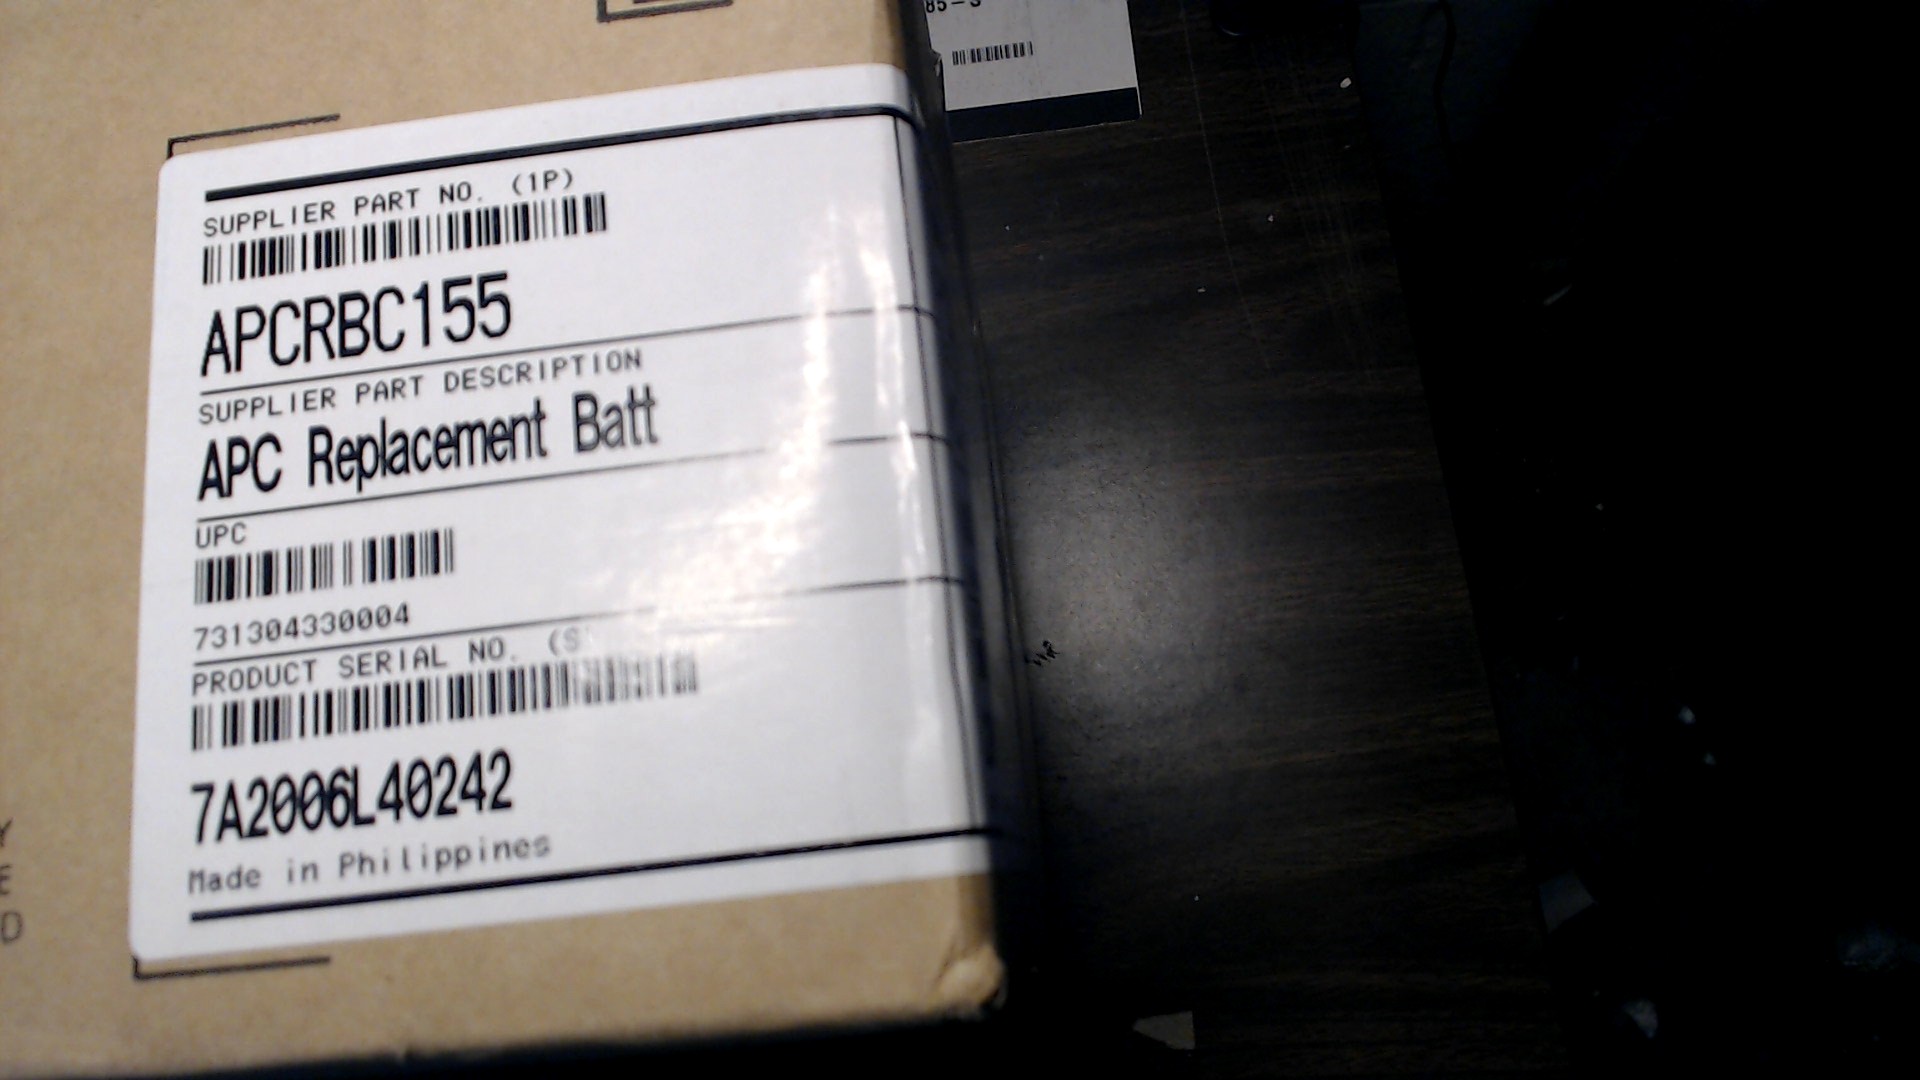 85-S
SUPPLIER PART NO. (1P)
APCRBC155
SUPPLIER PART DESCRIPTION
APC Replacement Batt
UPC
731304330004
PRODUCT SERIAL NO. (S
7A2006L40242
Made in Philippines
Y
E
D